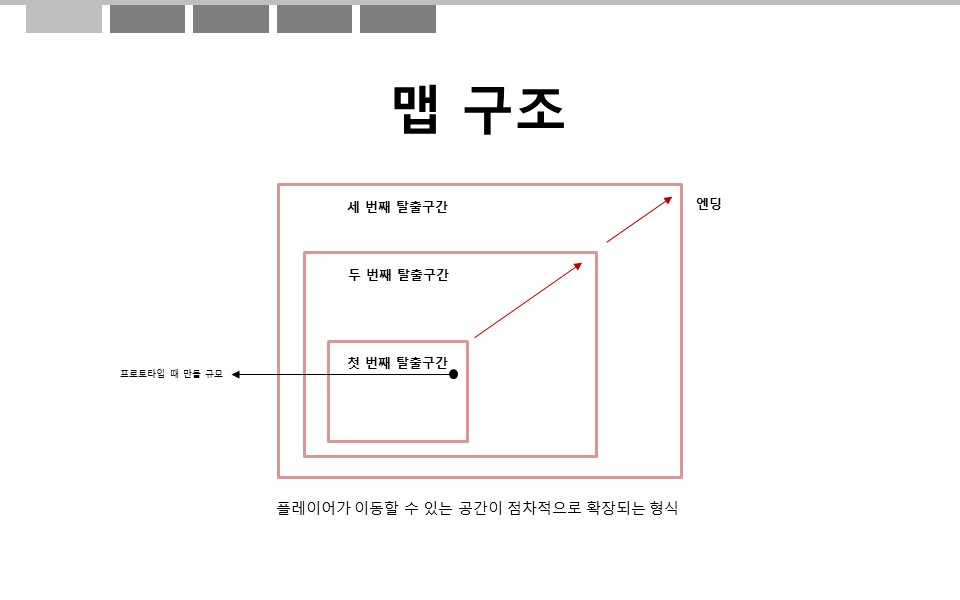 맵 구조
세 번째 탈출구간
엔딩
두 번째 탈출구간
첫 번째 탈출구간
프로토타입 때 만들 규모
플레이어가 이동할 수 있는 공간이 점차적으로 확장되는 형식